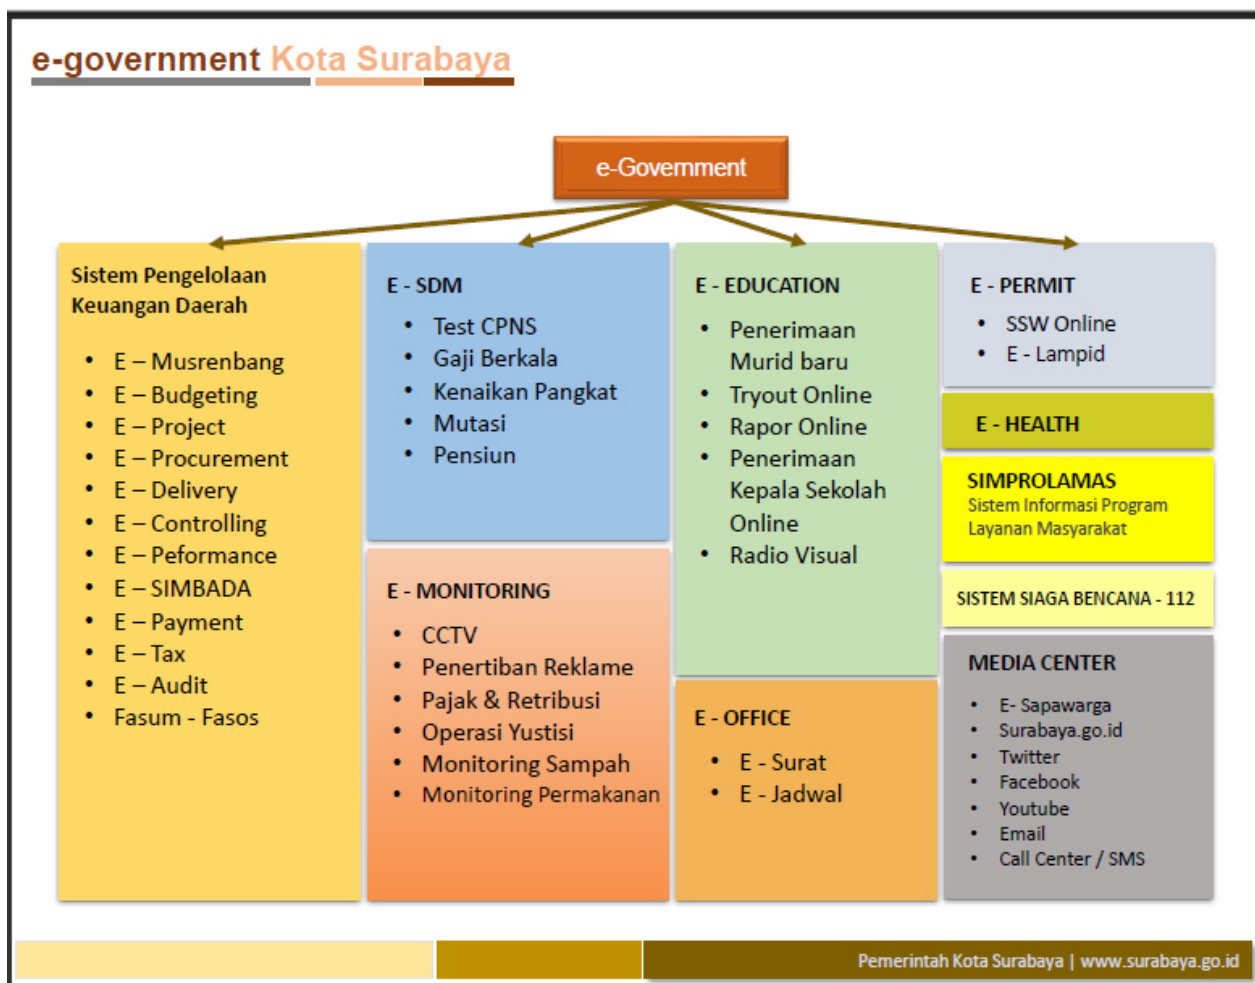 e-government Kota Surabaya
e-Government
Sistem Pengelolaan
Keuangan Daerah
• E – Musrenbang
• E – Budgeting
• E – Project
• E – Procurement
• E – Delivery
• E – Controlling
• E – Peformance
• E – SIMBADA
• E – Payment
• E – Tax
• E – Audit
• Fasum - Fasos
E - SDM
• Test CPNS
• Gaji Berkala
• Kenaikan Pangkat
• Mutasi
• Pensiun
E - MONITORING
• CCTV
• Penertiban Reklame
• Pajak & Retribusi
• Operasi Yustisi
• Monitoring Sampah
• Monitoring Permakanan
E - EDUCATION
• Penerimaan
Murid baru
• Tryout Online
• Rapor Online
• Penerimaan
Kepala Sekolah
Online
• Radio Visual
E - OFFICE
• E - Surat
• E - Jadwal
E - PERMIT
• SSW Online
• E - Lampid
E - HEALTH
SIMPROLAMAS
Sistem Informasi Program
Layanan Masyarakat
SISTEM SIAGA BENCANA - 112
MEDIA CENTER
• E- Sapawarga
• Surabaya.go.id
• Twitter
• Facebook
• Youtube
• Email
• Call Center / SMS
Pemerintah Kota Surabaya | www.surabaya.go.id